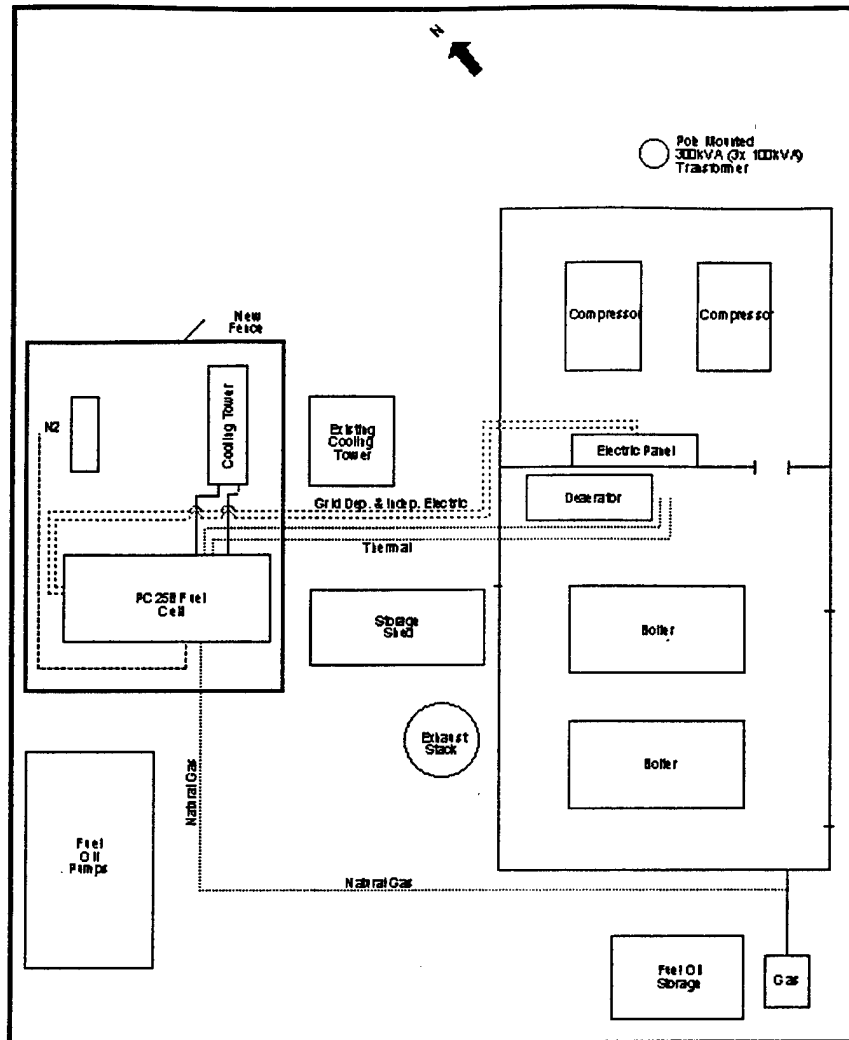 N
Pole Mounted
300kVA (3x 100kVA)
Transformer
Compressor
Compressor
New
Fence
N2
Cooling Tower
Existing
Cooling
Tower
Electric Panel
Deaerator
Grid Dep. & Indep. Electric
Thermal
PC25B Fuel
Cell
Storage
Shed
Boiler
Exhaust
Stack
Boiler
Natural Gas
Fuel
Oil
Pumps
Natural Gas
Fuel Oil
Storage
Gas